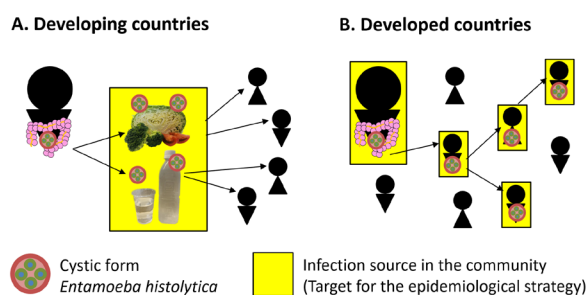 A. Developing countries
B. Developed countries
Cystic form
Entamoeba histolytica
Infection source in the community
(Target for the epidemiological strategy)